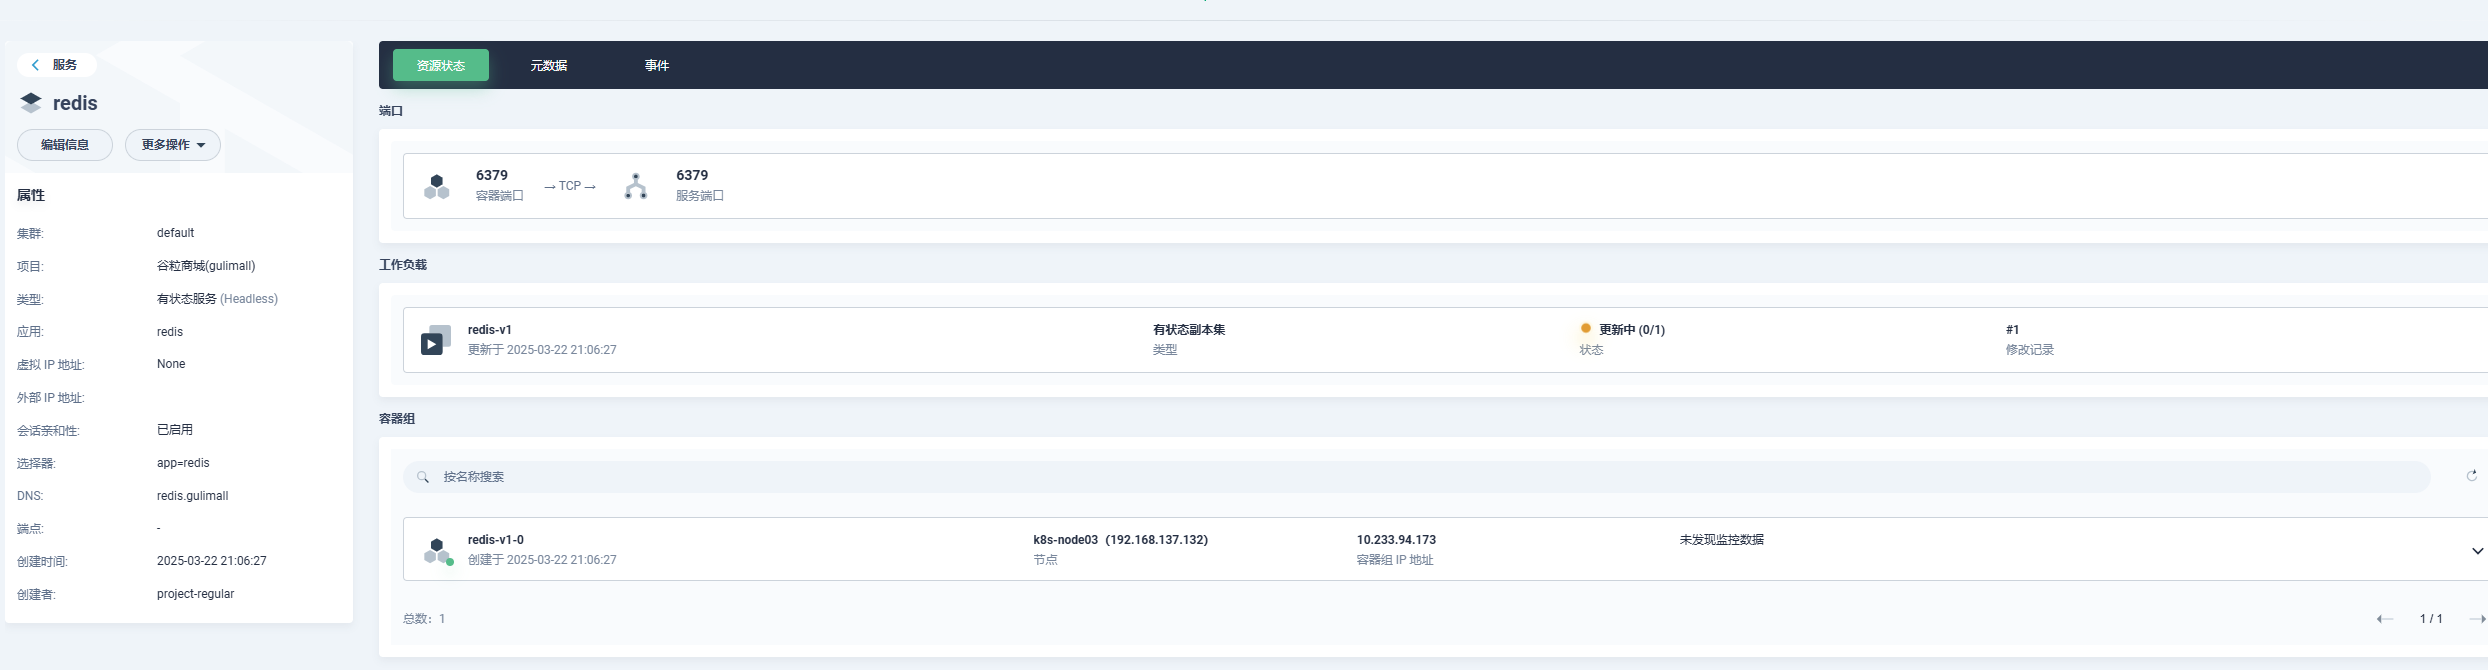 服务
redis
编辑信息 更多操作
属性
集群: default
项目: 谷粒商城(gulimall)
类型: 有状态服务 (Headless)
应用: redis
虚拟 IP 地址: None
外部 IP 地址:
会话亲和性: 已启用
选择器: app=redis
DNS: redis.gulimall
端点: -
创建时间: 2025-03-22 21:06:27
创建者: project-regular
资源状态 元数据 事件
端口
6379 → TCP → 6379
容器端口 服务端口
工作负载
redis-v1 有状态副本集 更新中 (0/1) #1
更新于 2025-03-22 21:06:27 类型 状态 修改记录
容器组
按名称搜索
redis-v1-0 k8s-node03 (192.168.137.132) 10.233.94.173 未发现监控数据
创建于 2025-03-22 21:06:27 节点 容器组 IP 地址
总数: 1 1 / 1